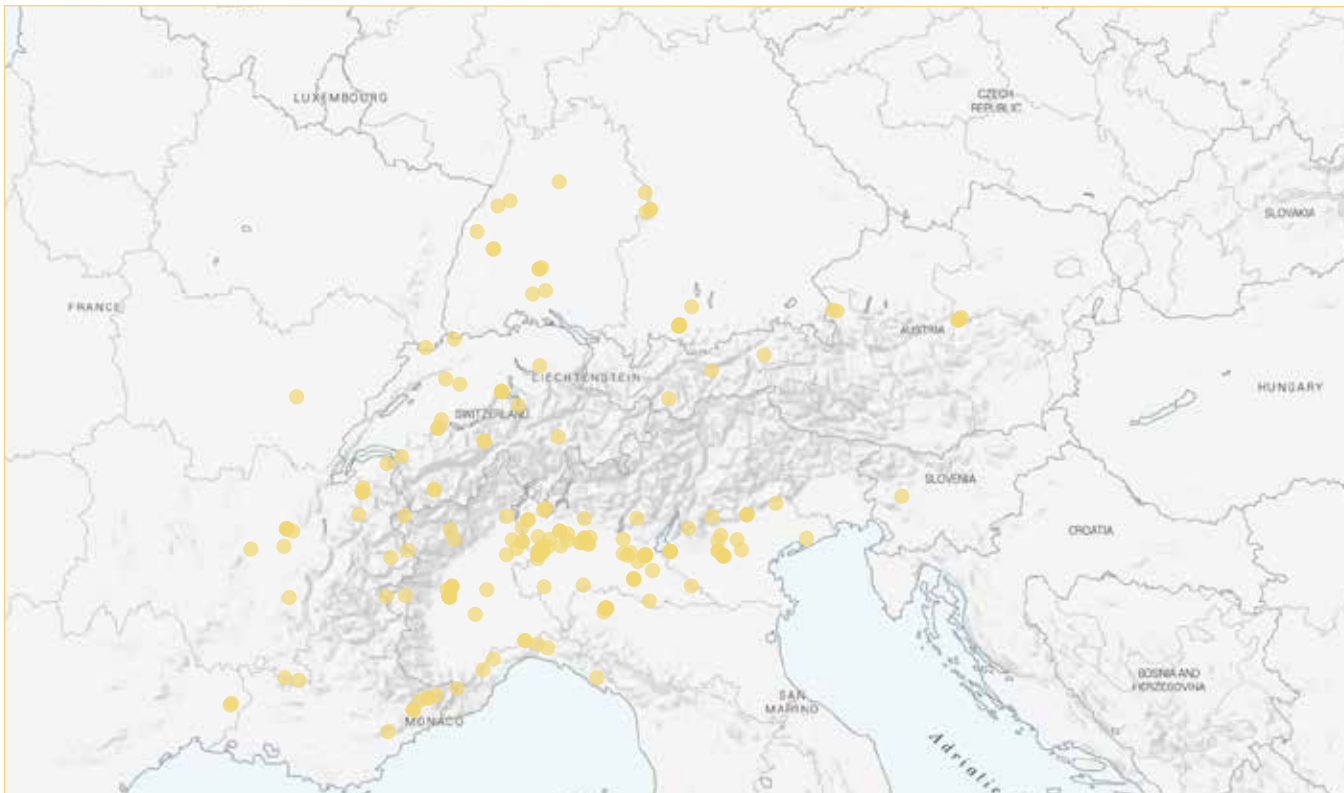 LUXEMBOURG
CZECH
REPUBLIC
SLOVAKIA
FRANCE
AUSTRIA
LIECHTENSTEIN
HUNGARY
SWITZERLAND
SLOVENIA
CROATIA
BOSNIA AND
HERZEGOVINA
SAN
MARINO
MONACO
Adriatic